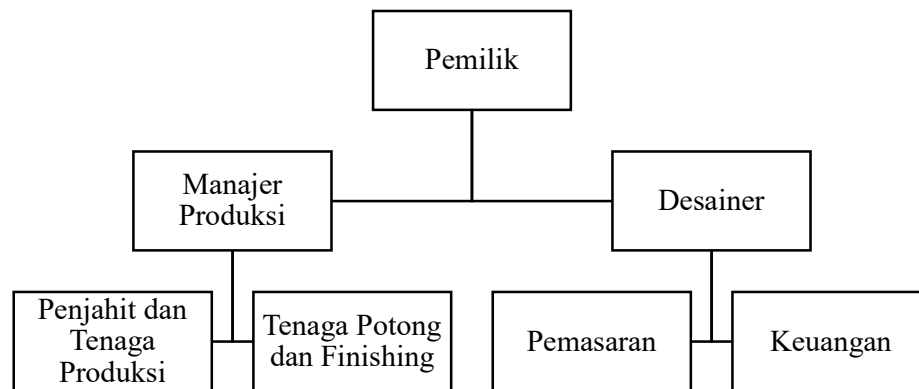 Pemilik
Manajer
Produksi
Desainer
Penjahit dan
Tenaga
Produksi
Tenaga Potong
dan Finishing
Pemasaran
Keuangan